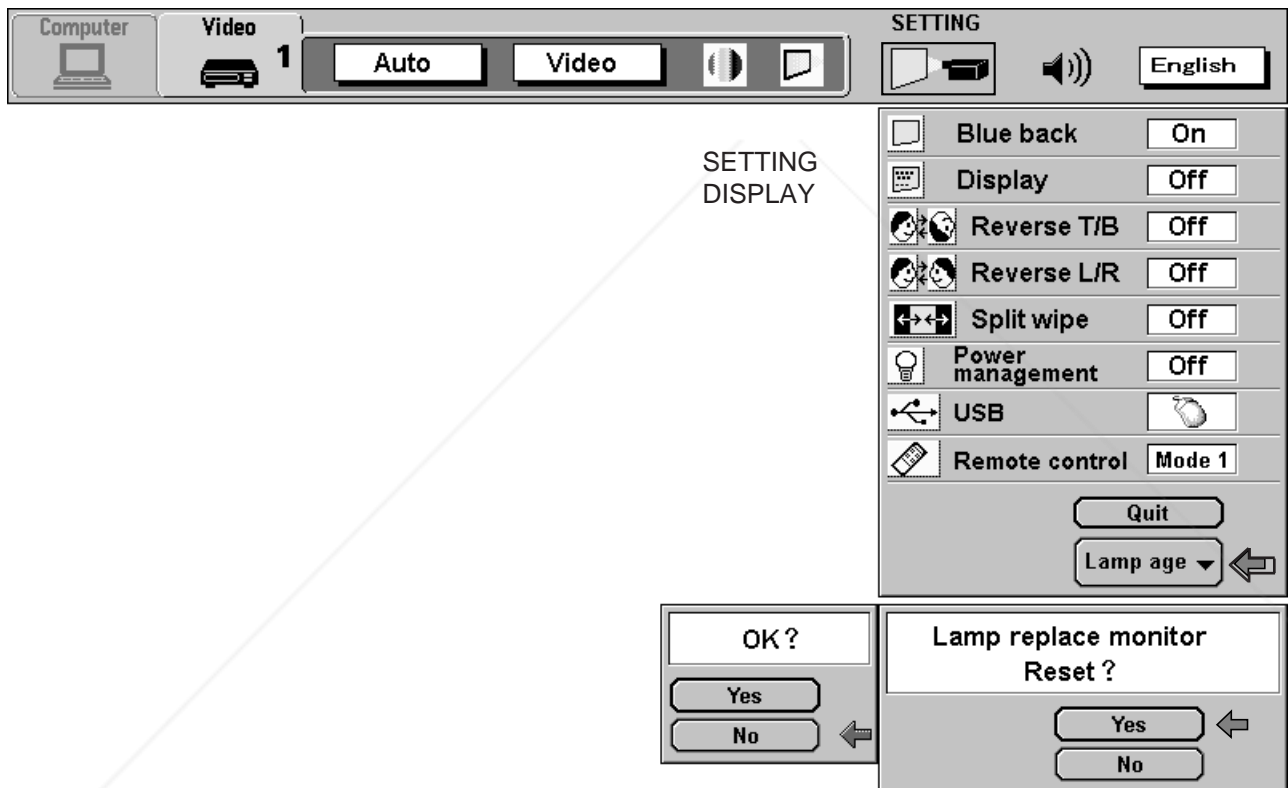 Computer
Video
1
Auto
Video
SETTING
English
SETTING
DISPLAY
Blue back On
Display Off
Reverse T/B Off
Reverse L/R Off
Split wipe Off
Power
management Off
USB
Remote control Mode 1
Quit
Lamp age
OK?
Yes
No
Lamp replace monitor
Reset?
Yes
No